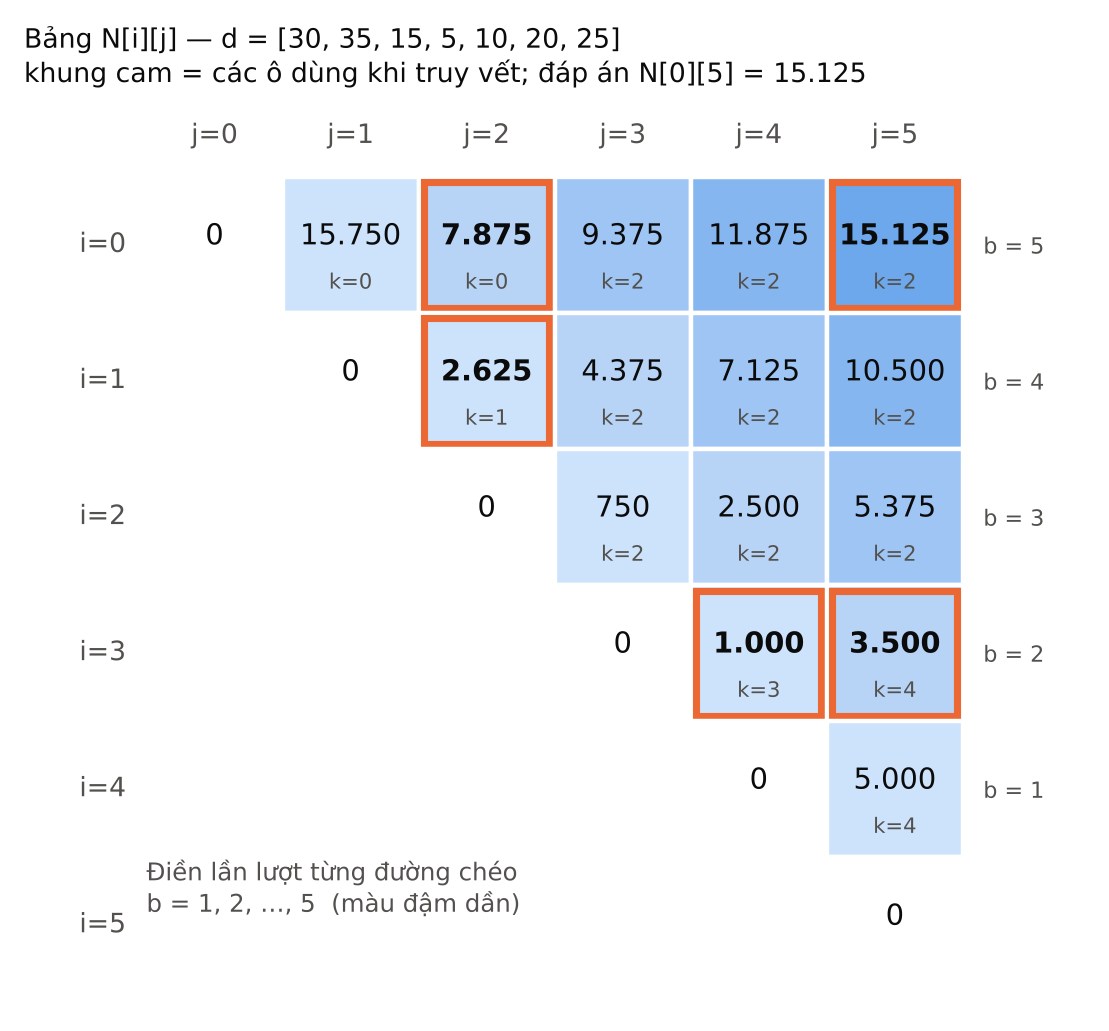 Bảng N[i][j] — d = [30, 35, 15, 5, 10, 20, 25]
khung cam = các ô dùng khi truy vết; đáp án N[0][5] = 15.125
j=0 j=1 j=2 j=3 j=4 j=5
i=0 0 15.750 7.875 9.375 11.875 15.125 b = 5
k=0 k=0 k=2 k=2 k=2
i=1 0 2.625 4.375 7.125 10.500 b = 4
k=1 k=2 k=2 k=2
i=2 0 750 2.500 5.375 b = 3
k=2 k=2 k=2
i=3 0 1.000 3.500 b = 2
k=3 k=4
i=4 0 5.000 b = 1
k=4
Điền lần lượt từng đường chéo
b = 1, 2, ..., 5 (màu đậm dần)
i=5 0